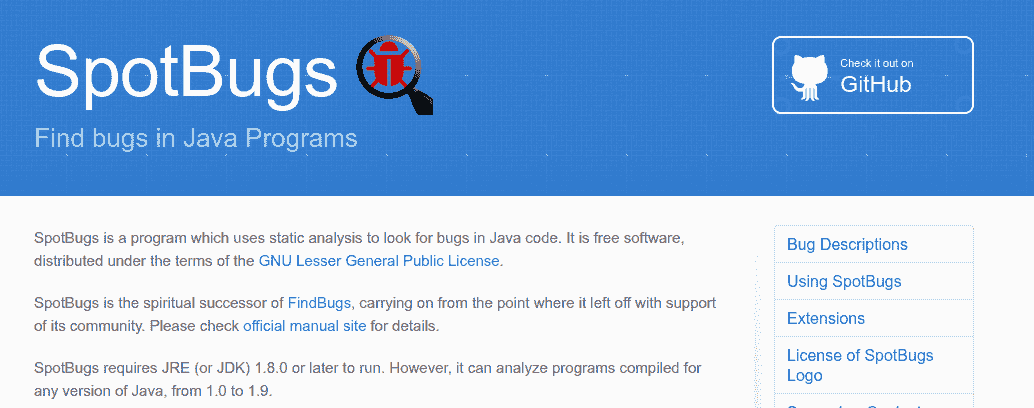 SpotBugs
Find bugs in Java Programs
Check it out on
GitHub
SpotBugs is a program which uses static analysis to look for bugs in Java code. It is free software,
distributed under the terms of the GNU Lesser General Public License.
SpotBugs is the spiritual successor of FindBugs, carrying on from the point where it left off with support
of its community. Please check official manual site for details.
SpotBugs requires JRE (or JDK) 1.8.0 or later to run. However, it can analyze programs compiled for
any version of Java, from 1.0 to 1.9.
Bug Descriptions
Using SpotBugs
Extensions
License of SpotBugs
Logo